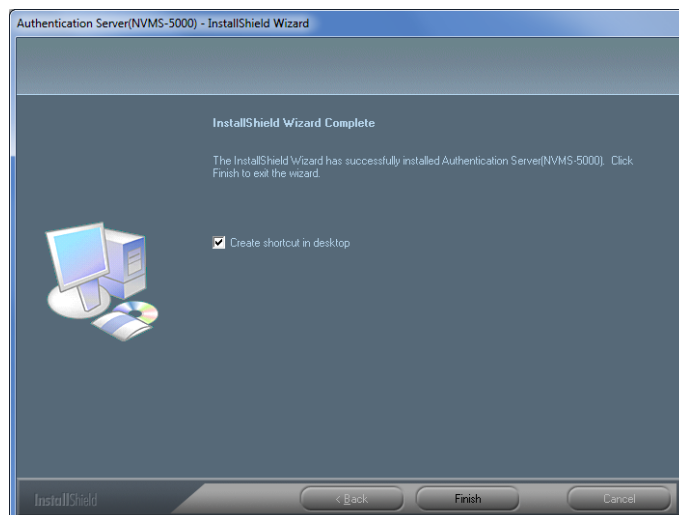 Authentication Server(NVMS-5000) - InstallShield Wizard
InstallShield Wizard Complete
The InstallShield Wizard has successfully installed Authentication Server(NVMS-5000). Click
Finish to exit the wizard.
Create shortcut in desktop
InstallShield
< Back
Finish
Cancel